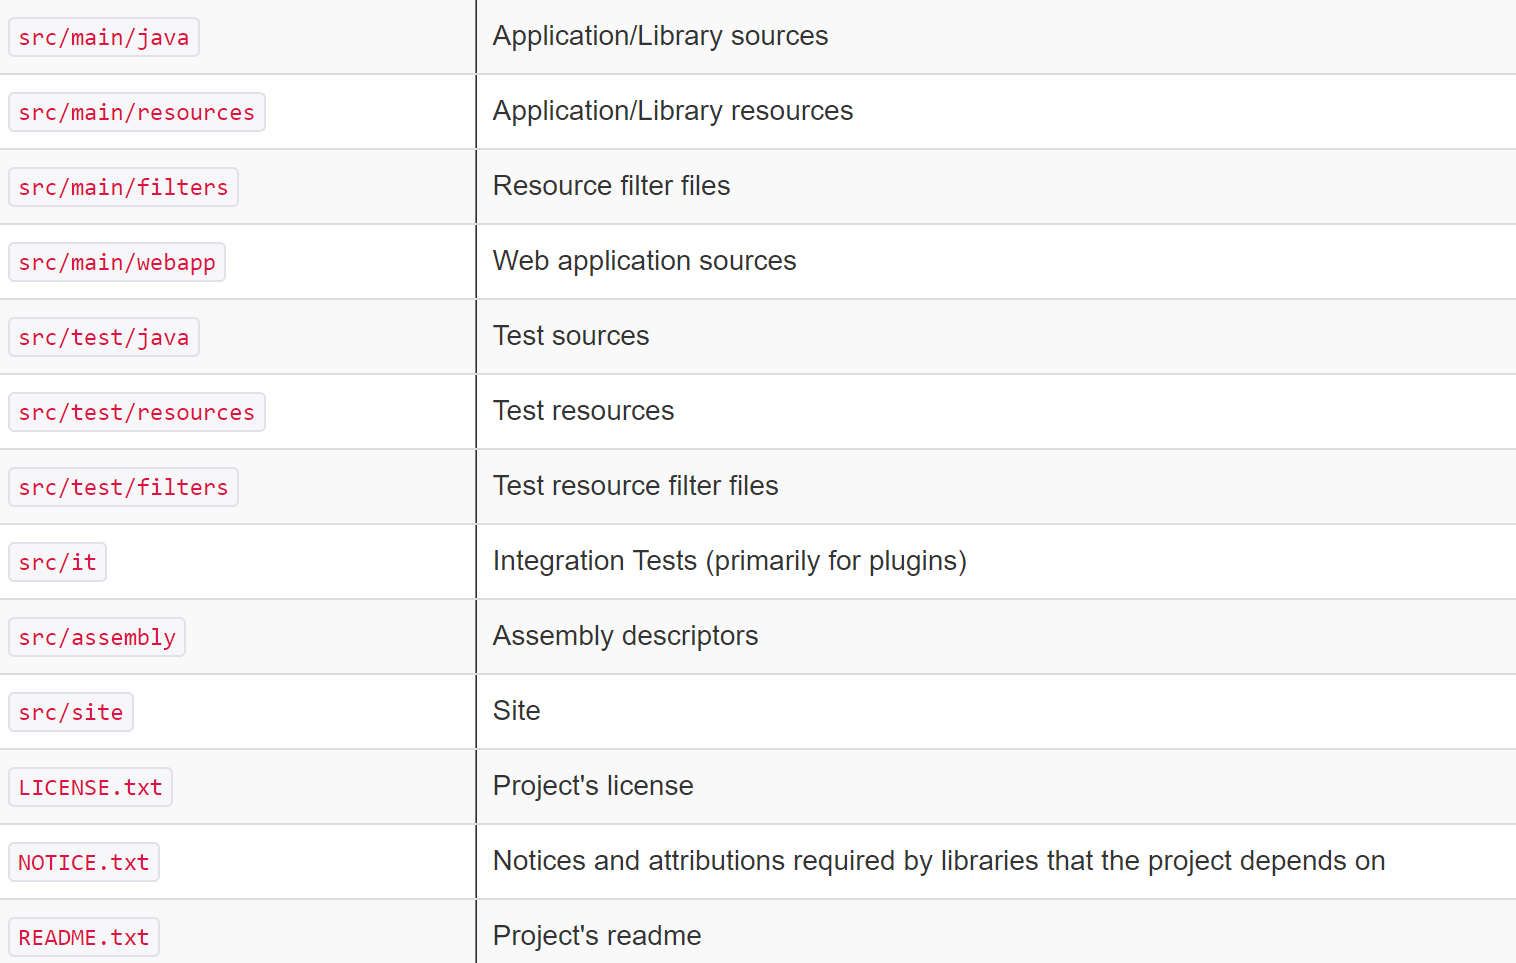 src/main/java Application/Library sources
src/main/resources Application/Library resources
src/main/filters Resource filter files
src/main/webapp Web application sources
src/test/java Test sources
src/test/resources Test resources
src/test/filters Test resource filter files
src/it Integration Tests (primarily for plugins)
src/assembly Assembly descriptors
src/site Site
LICENSE.txt Project's license
NOTICE.txt Notices and attributions required by libraries that the project depends on
README.txt Project's readme